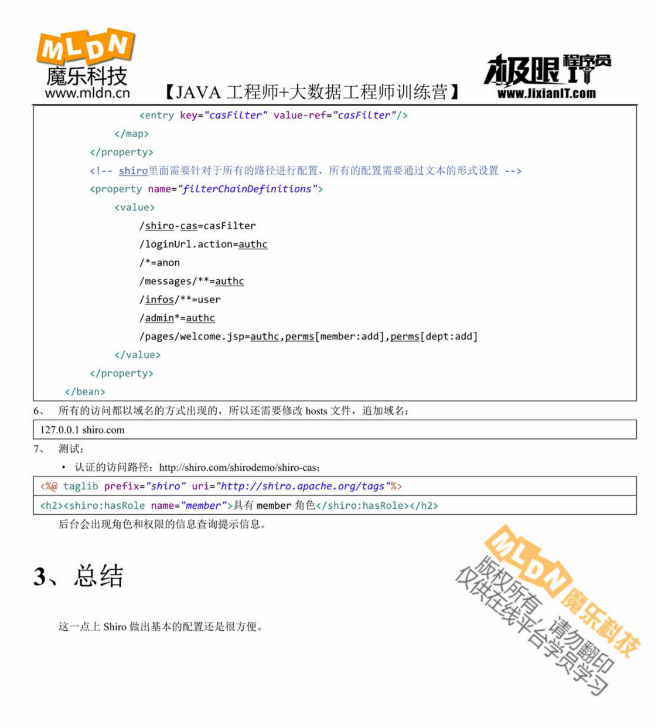 MLDN
魔乐科技
www.mldn.cn
【JAVA 工程师+大数据工程师训练营】
极限IT 程序员
www.JixianIT.com
<entry key="casFilter" value-ref="casFilter"/>
</map>
</property>
<!-- shiro里面需要针对于所有的路径进行配置，所有的配置需要通过文本的形式设置 -->
<property name="filterChainDefinitions">
<value>
/shiro-cas=casFilter
/loginUrl.action=authc
/*=anon
/messages/**=authc
/infos/**=user
/admin*=authc
/pages/welcome.jsp=authc,perms[member:add],perms[dept:add]
</value>
</property>
</bean>
6、 所有的访问都以域名的方式出现的，所以还需要修改 hosts 文件，追加域名：
127.0.0.1 shiro.com
7、 测试：
• 认证的访问路径：http://shiro.com/shirodemo/shiro-cas；
<%@ taglib prefix="shiro" uri="http://shiro.apache.org/tags"%>
<h2><shiro:hasRole name="member">具有 member 角色</shiro:hasRole></h2>
后台会出现角色和权限的信息查询提示信息。
3、总结
这一点上 Shiro 做出基本的配置还是很方便。
MLDN 魔乐科技
版权所有，请勿翻印
仅供在线平台学员学习